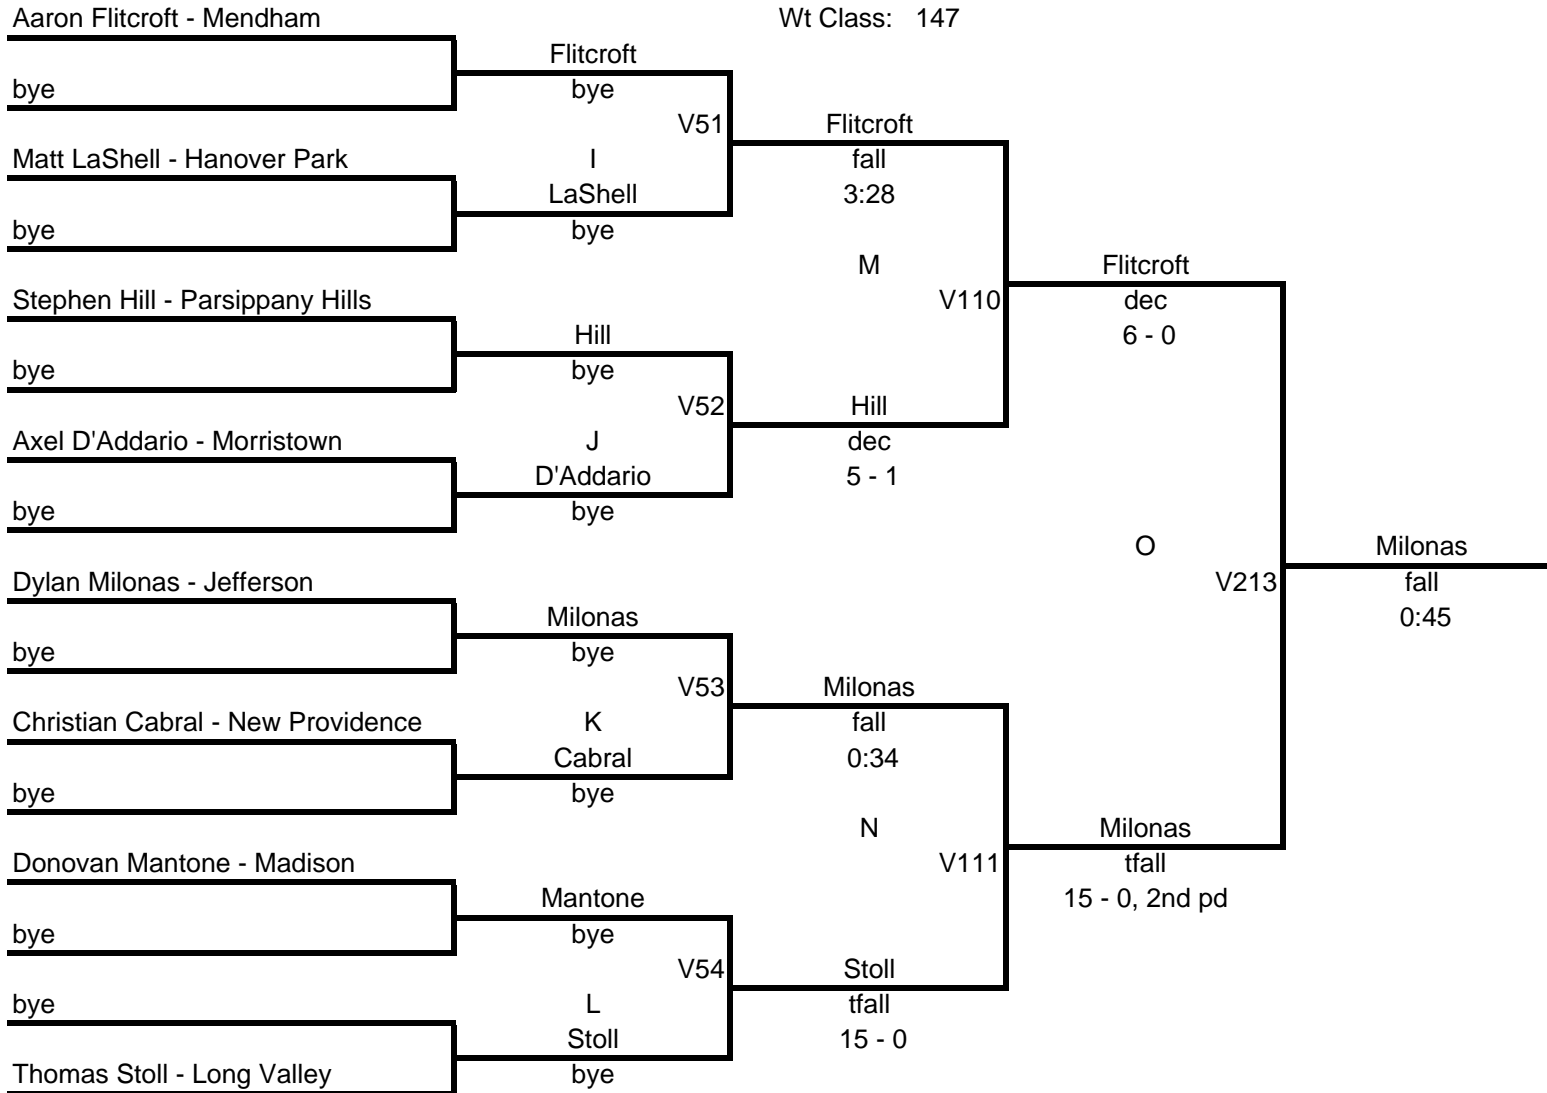 Aaron Flitcroft - Mendham
Wt Class: 147
Flitcroft
bye
bye
V51
Flitcroft
Matt LaShell - Hanover Park
I
fall
LaShell
3:28
bye
bye
M
Flitcroft
Stephen Hill - Parsippany Hills
V110
dec
Hill
6 - 0
bye
bye
V52
Hill
Axel D'Addario - Morristown
J
dec
D'Addario
5 - 1
bye
bye
O
Milonas
Dylan Milonas - Jefferson
V213
fall
Milonas
0:45
bye
bye
V53
Milonas
Christian Cabral - New Providence
K
fall
Cabral
0:34
bye
bye
N
Milonas
Donovan Mantone - Madison
V111
tfall
Mantone
15 - 0, 2nd pd
bye
bye
V54
Stoll
bye
L
tfall
Stoll
15 - 0
Thomas Stoll - Long Valley
bye